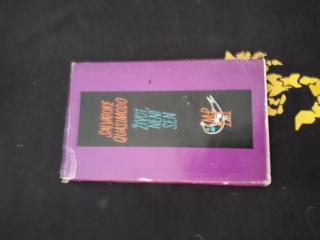 SALVATORE
QUASIMODO
ŽIVOT
NENÍ
SEN